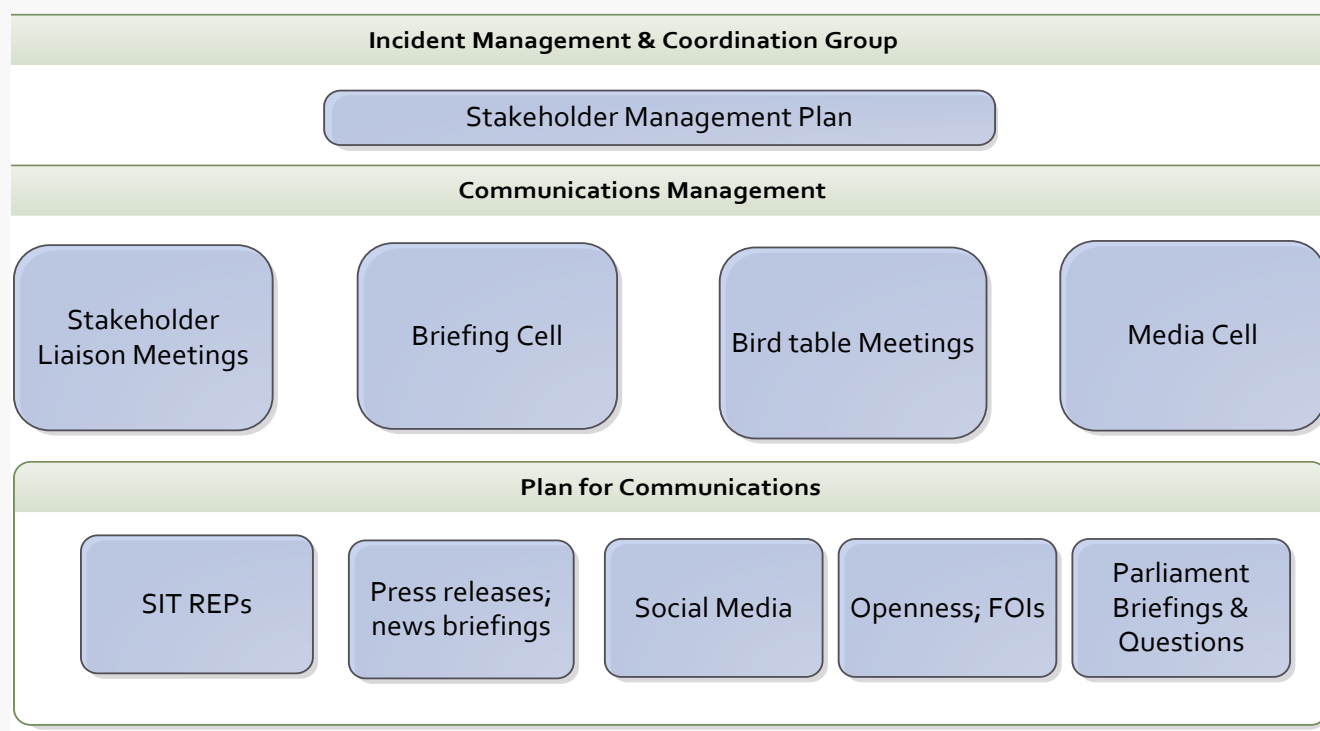 Incident Management & Coordination Group
Stakeholder Management Plan
Communications Management
Stakeholder
Liaison Meetings
Briefing Cell
Bird table Meetings
Media Cell
Plan for Communications
SIT REPs
Press releases;
news briefings
Social Media
Openness; FOIs
Parliament
Briefings &
Questions